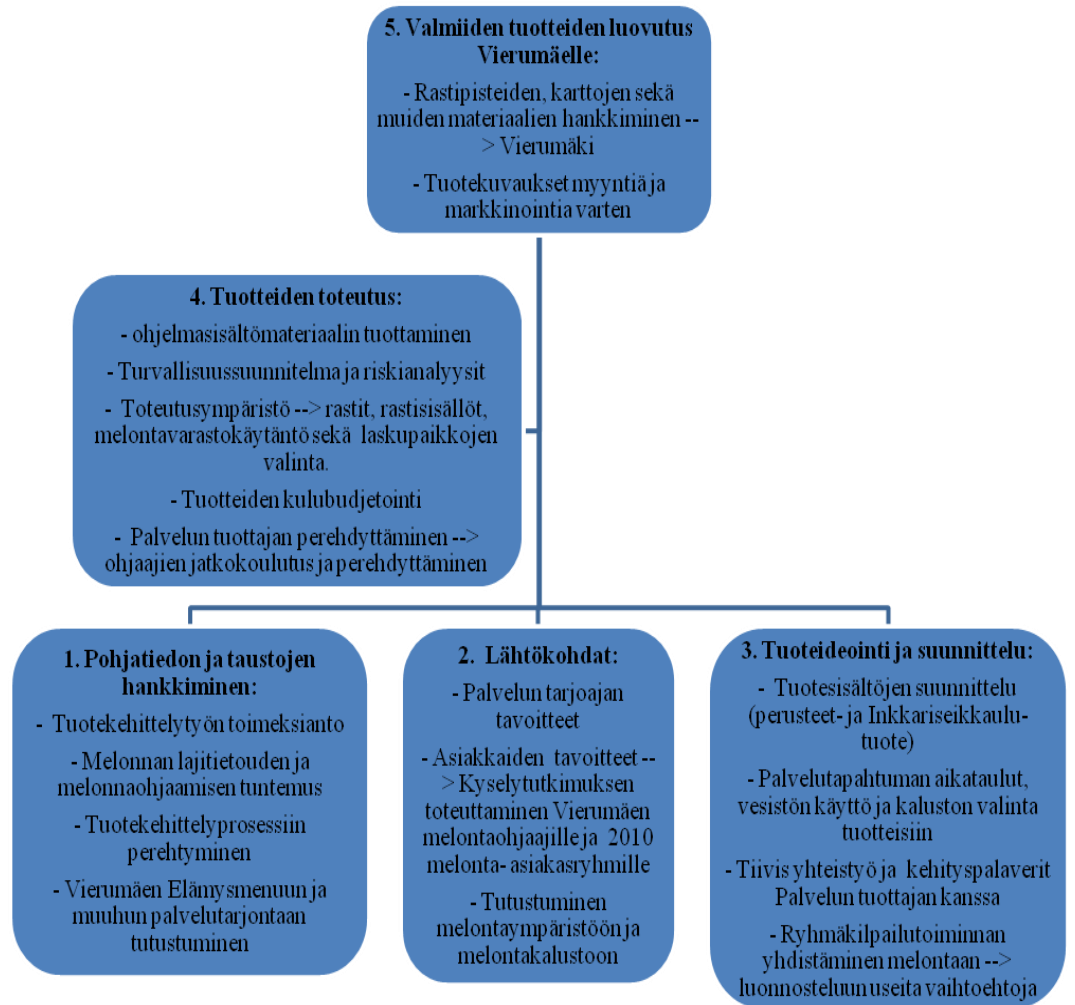 5. Valmiiden tuotteiden luovutus
Vierumäelle:
- Rastipisteiden, karttojen sekä
muiden materiaalien hankkiminen --
> Vierumäki
- Tuotekuvaukset myyntiä ja
markkinointia varten
4. Tuotteiden toteutus:
- ohjelmasisältömateriaalin tuottaminen
- Turvallisuussuunnitelma ja riskianalyysit
- Toteutusympäristö --> rastit, rastisisällöt,
melontavarastokäytäntö sekä laskupaikkojen
valinta.
- Tuotteiden kulubudjetointi
- Palvelun tuottajan perehdyttäminen -->
ohjaajien jatkokoulutus ja perehdyttäminen
1. Pohjatiedon ja taustojen
hankkiminen:
- Tuotekehittelytyön toimeksianto
- Melonnan lajitietouden ja
melonnaohjaamisen tuntemus
- Tuotekehittelyprosessiin
perehtyminen
- Vierumäen Elämysmenuun ja
muuhun palvelutarjontaan
tutustuminen
2. Lähtökohdat:
- Palvelun tarjoajan
tavoitteet
- Asiakkaiden tavoitteet --
> Kyselytutkimuksen
toteuttaminen Vierumäen
melontaohjaajille ja 2010
melonta- asiakasryhmille
- Tutustuminen
melontaympäristöön ja
melontakalustoon
3. Tuoteideointi ja suunnittelu:
- Tuotesisältöjen suunnittelu
(perusteet- ja Inkkariseikkaulu-
tuote)
- Palvelutapahtuman aikataulut,
vesistön käyttö ja kaluston valinta
tuotteisiin
- Tiivis yhteistyö ja kehityspalaverit
Palvelun tuottajan kanssa
- Ryhmäkilpailutoiminnan
yhdistäminen melontaan -->
luonnosteluun useita vaihtoehtoja